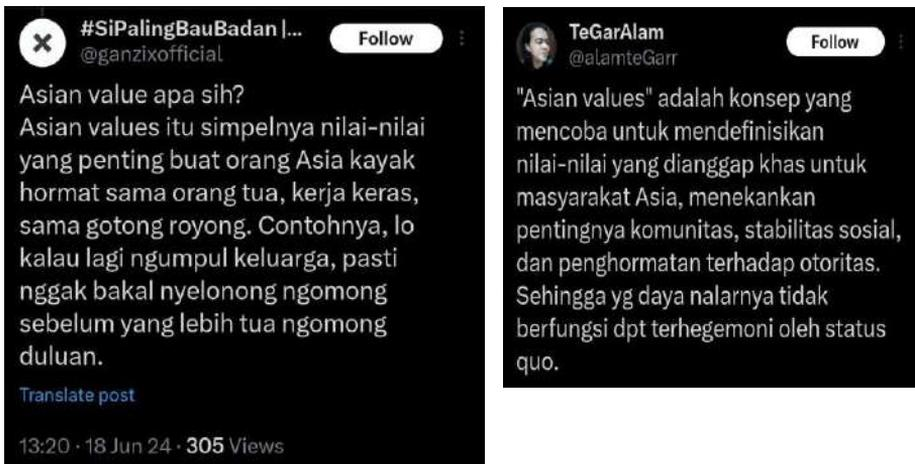 #SiPalingBauBadan |...
@ganzixofficial
Follow
Asian value apa sih?
Asian values itu simpelnya nilai-nilai
yang penting buat orang Asia kayak
hormat sama orang tua, kerja keras,
sama gotong royong. Contohnya, lo
kalau lagi ngumpul keluarga, pasti
nggak bakal nyelonong ngomong
sebelum yang lebih tua ngomong
duluan.
Translate post
13:20 · 18 Jun 24 · 305 Views
TeGarAlam
@alamteGarr
Follow
"Asian values" adalah konsep yang
mencoba untuk mendefinisikan
nilai-nilai yang dianggap khas untuk
masyarakat Asia, menekankan
pentingnya komunitas, stabilitas sosial,
dan penghormatan terhadap otoritas.
Sehingga yg daya nalarnya tidak
berfungsi dpt terhegemoni oleh status
quo.